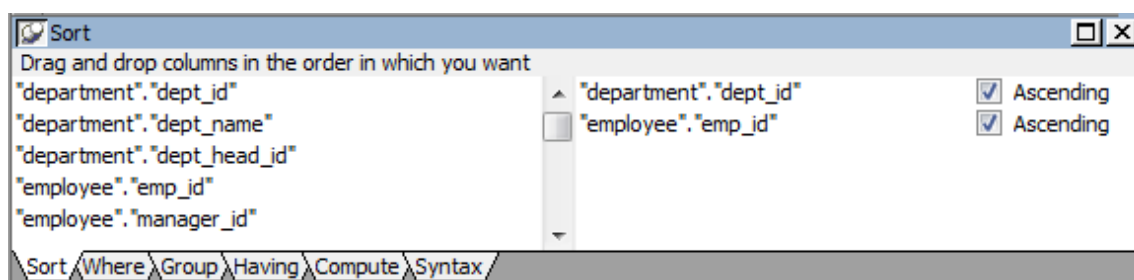 Sort
Drag and drop columns in the order in which you want
"department"."dept_id"
"department"."dept_name"
"department"."dept_head_id"
"employee"."emp_id"
"employee"."manager_id"
"department"."dept_id" Ascending
"employee"."emp_id" Ascending
Sort Where Group Having Compute Syntax